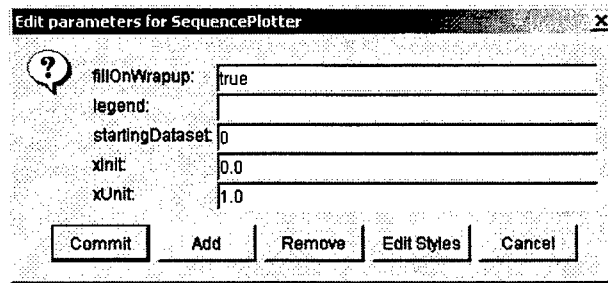 Edit parameters for SequencePlotter
fillOnWrapup: true
legend:
startingDataset: 0
xInit: 0.0
xUnit: 1.0
Commit Add Remove Edit Styles Cancel